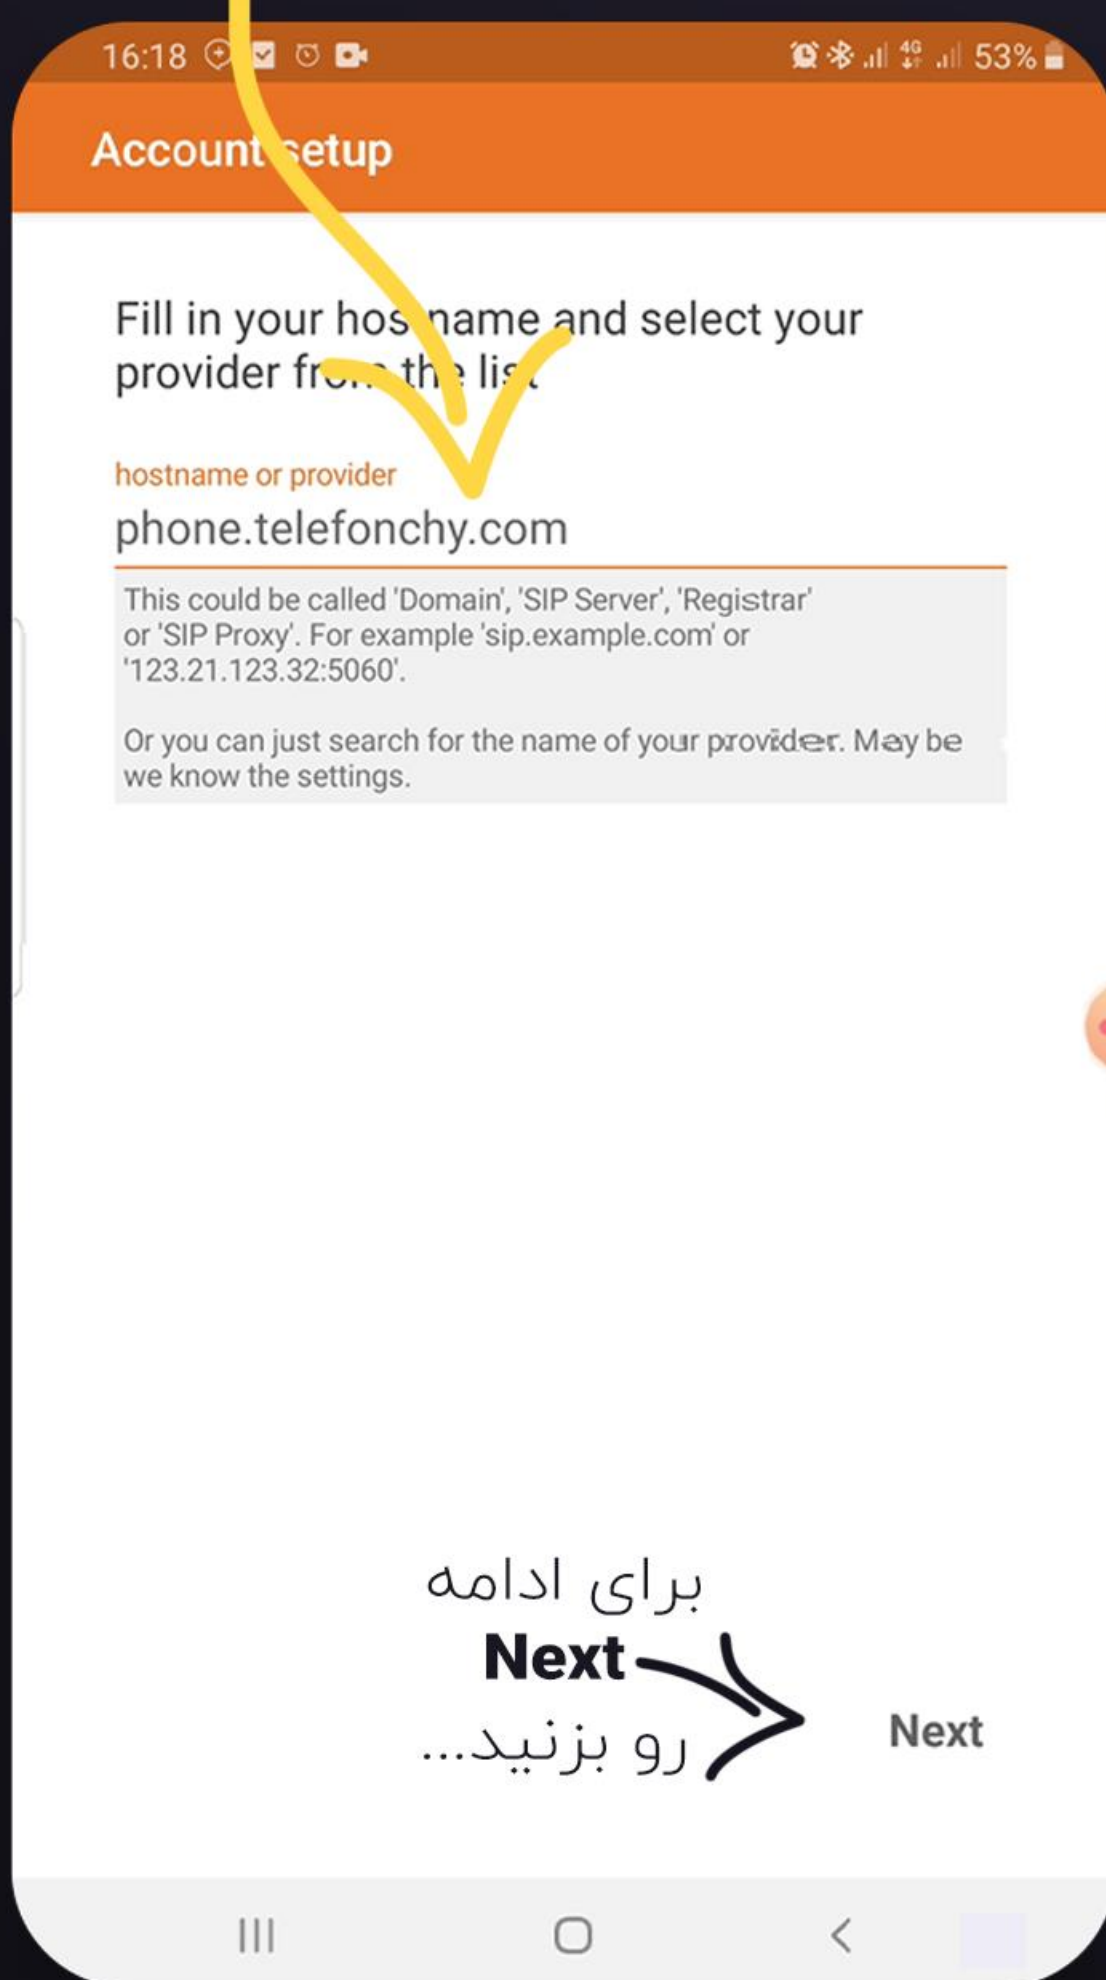 16:18
4G 53%
Account setup
Fill in your hostname and select your
provider from the list
hostname or provider
phone.telefonchy.com
This could be called 'Domain', 'SIP Server', 'Registrar'
or 'SIP Proxy'. For example 'sip.example.com' or
'123.21.123.32:5060'.
Or you can just search for the name of your provider. May be
we know the settings.
برای ادامه
Next
رو بزنید...
Next